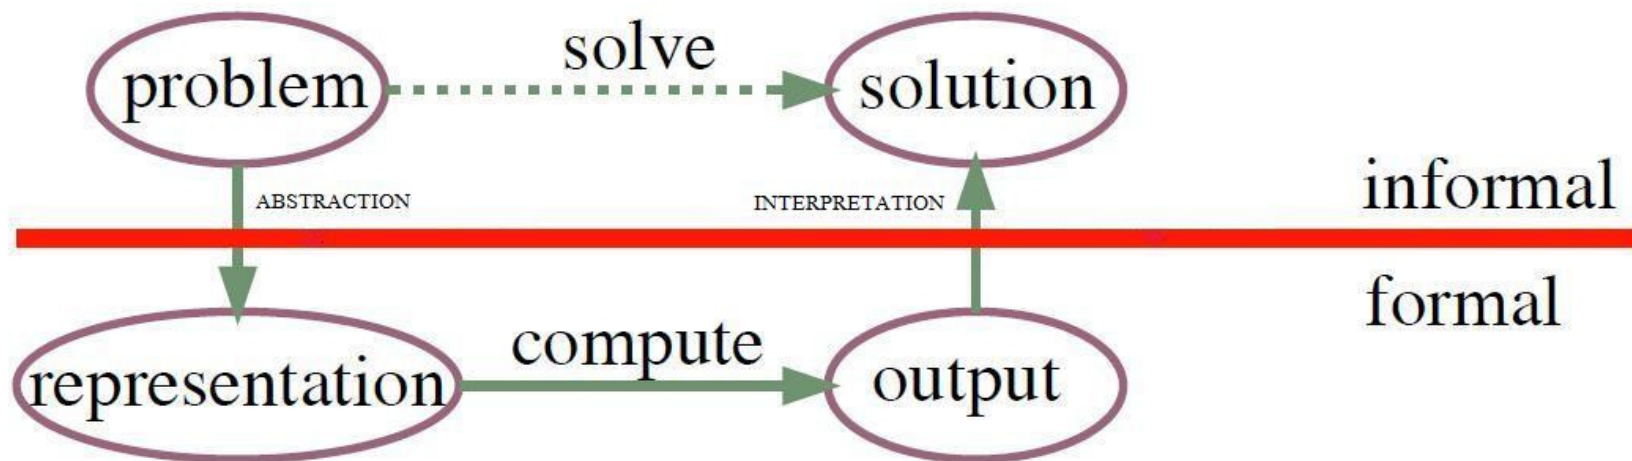 solve
problem
solution
ABSTRACTION
INTERPRETATION
informal
formal
compute
representation
output